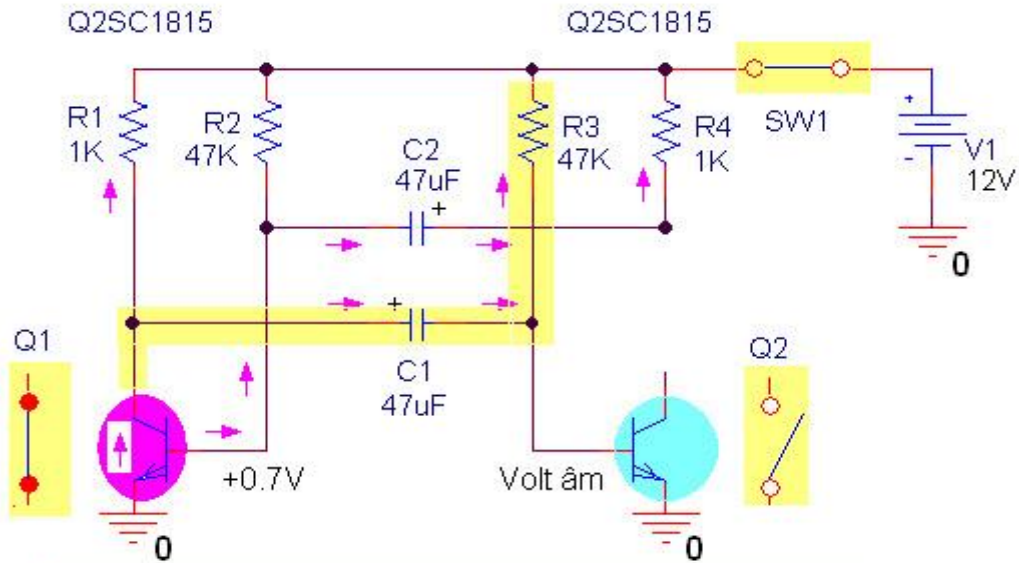 Q2SC1815
Q2SC1815
R1
1K
R2
47K
C2
47uF
+
R3
47K
R4
1K
SW1
+
-
V1
12V
0
+
C1
47uF
Q1
Q2
+0.7V
Volt âm
0
0